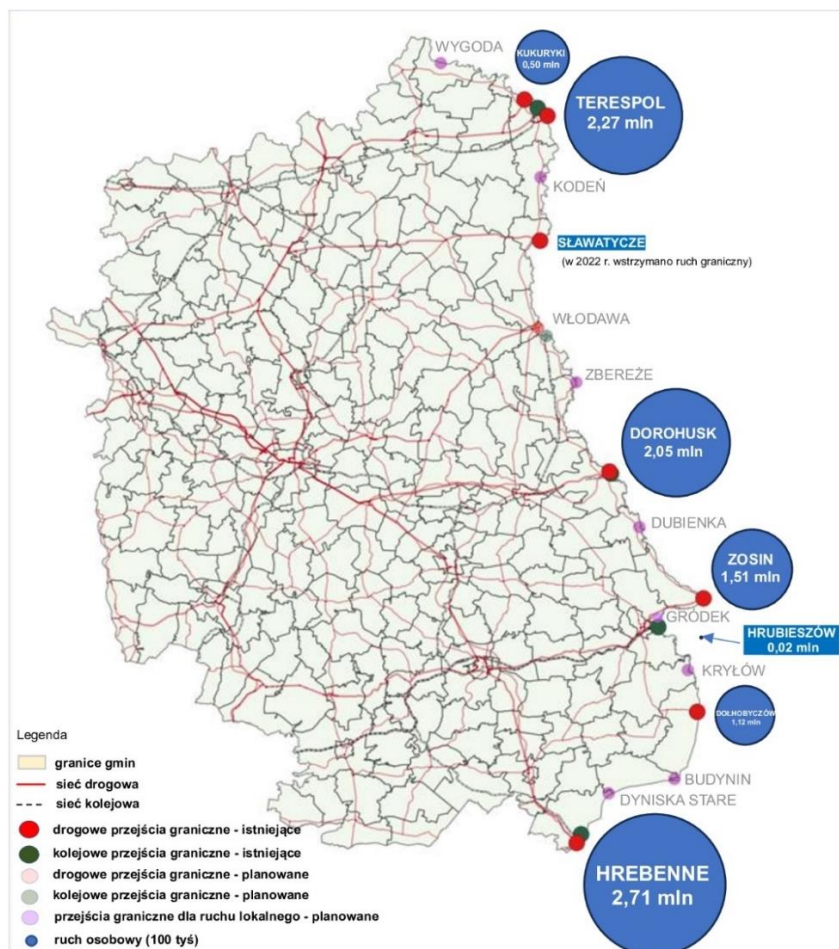 WYGODA
KUKURYKI
0,50 mln
TERESPOL
2,27 mln
KODEŃ
SŁAWATYCZE
(w 2022 r. wstrzymano ruch graniczny)
WŁODAWA
ZBEREŻE
DOROHUSK
2,05 mln
DUBIENKA
ZOSIN
1,51 mln
GRÓDEK
HRUBIESZÓW
0,02 mln
KRYŁÓW
DOŁHOBYCZÓW
1,12 mln
BUDYNIN
DYNISKA STARE
HREBENNE
2,71 mln
Legenda
granice gmin
sieć drogowa
sieć kolejowa
drogowe przejścia graniczne - istniejące
kolejowe przejścia graniczne - istniejące
drogowe przejścia graniczne - planowane
kolejowe przejścia graniczne - planowane
przejścia graniczne dla ruchu lokalnego - planowane
ruch osobowy (100 tyś)